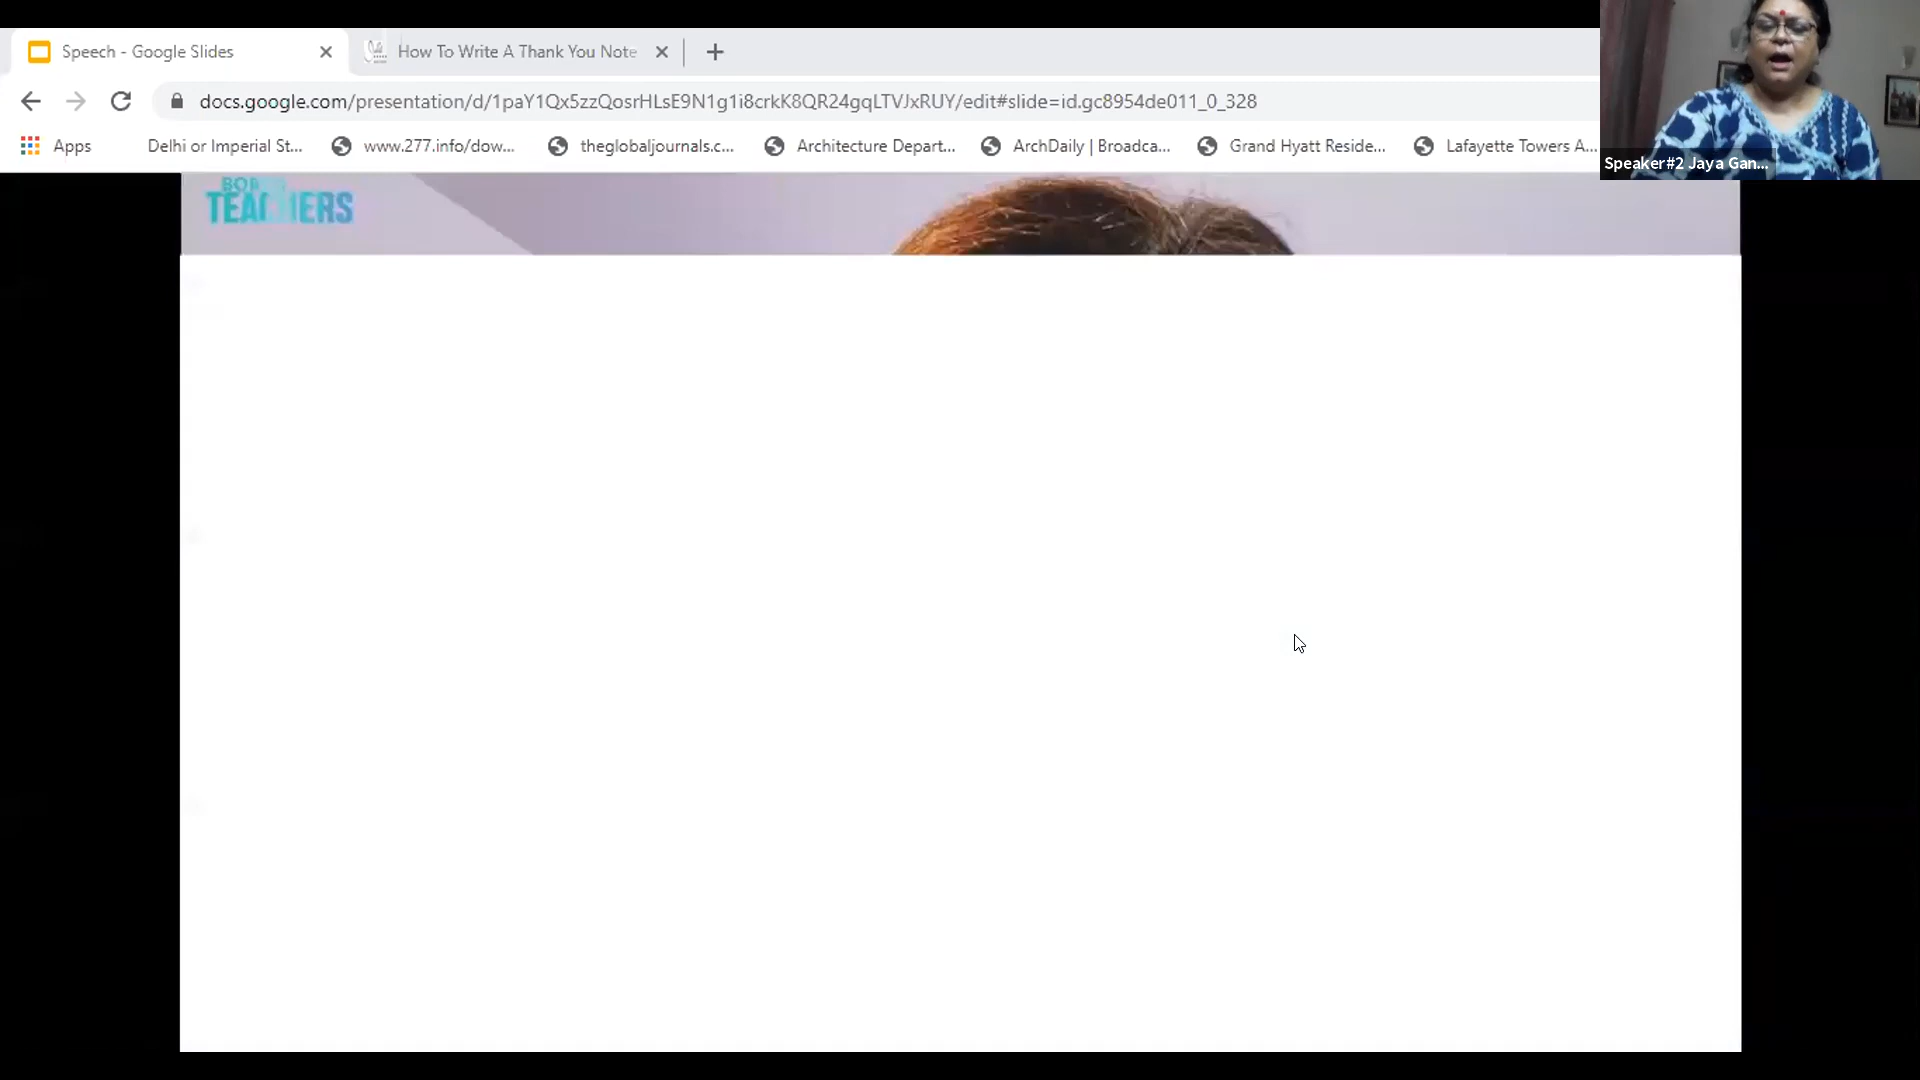 Speech - Google Slides
How To Write A Thank You Note
docs.google.com/presentation/d/1paY1Qx5zzQosrHLsE9N1g1i8crkK8QR24gqLTVJxRUY/edit#slide=id.gc8954de011_0_328
Apps
Delhi or Imperial St...
www.277.info/dow...
theglobaljournals.c...
Architecture Depart...
ArchDaily | Broadca...
Grand Hyatt Reside...
Lafayette Towers A...
Speaker#2 Jaya Gan...
TEACHERS